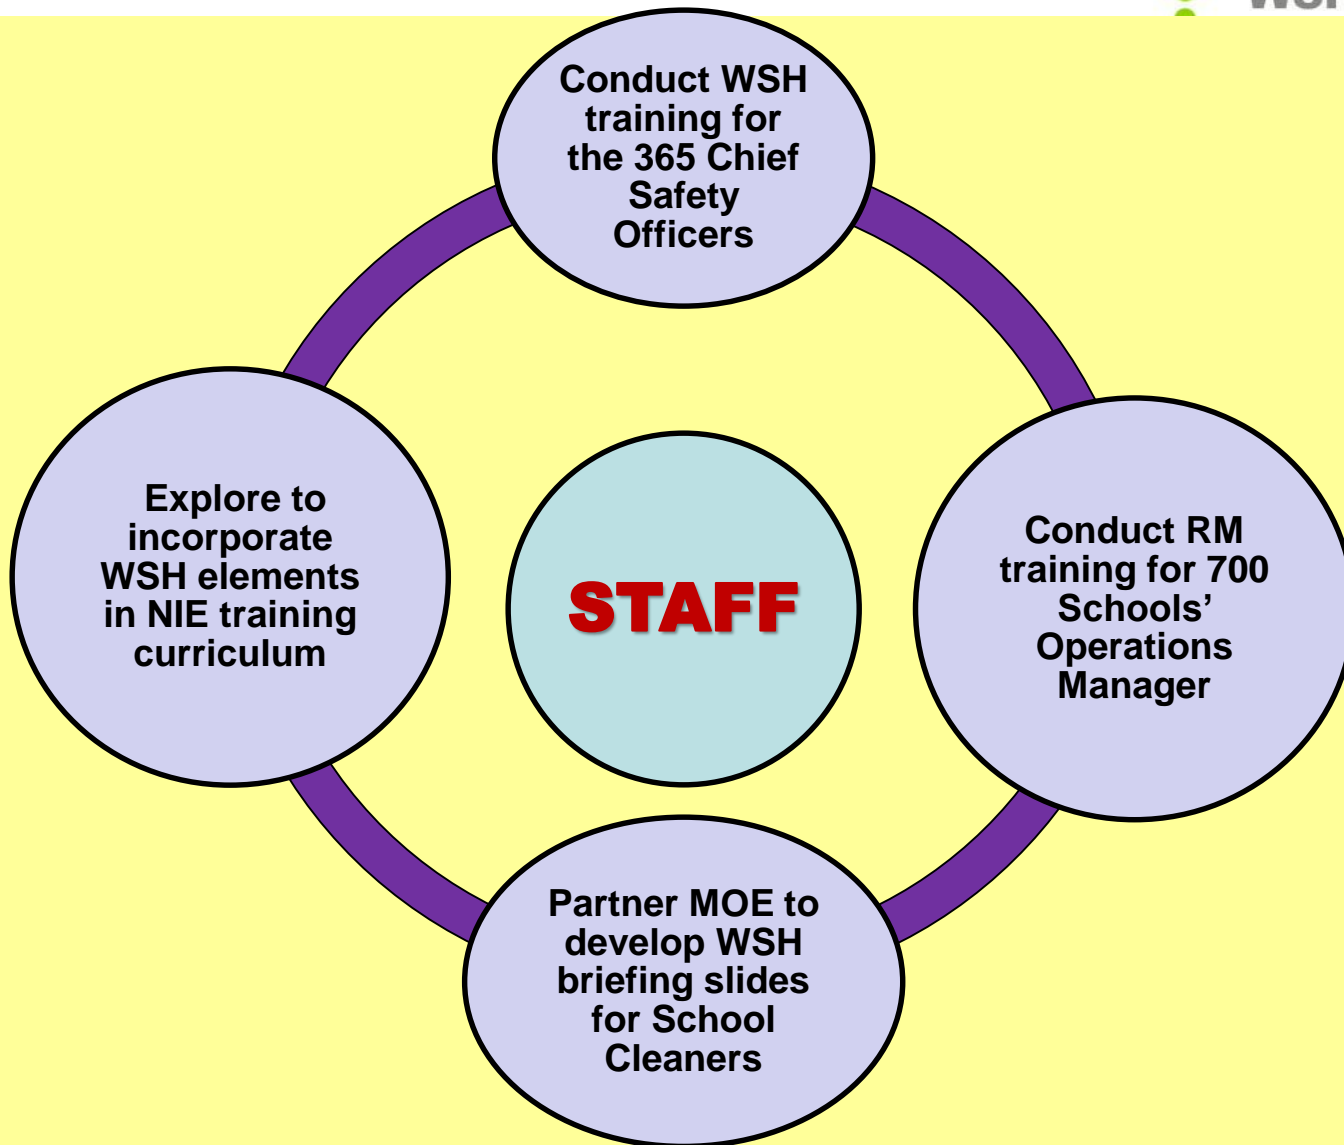 Conduct WSH
training for
the 365 Chief
Safety
Officers
Explore to
incorporate
WSH elements
in NIE training
curriculum
STAFF
Conduct RM
training for 700
Schools’
Operations
Manager
Partner MOE to
develop WSH
briefing slides
for School
Cleaners